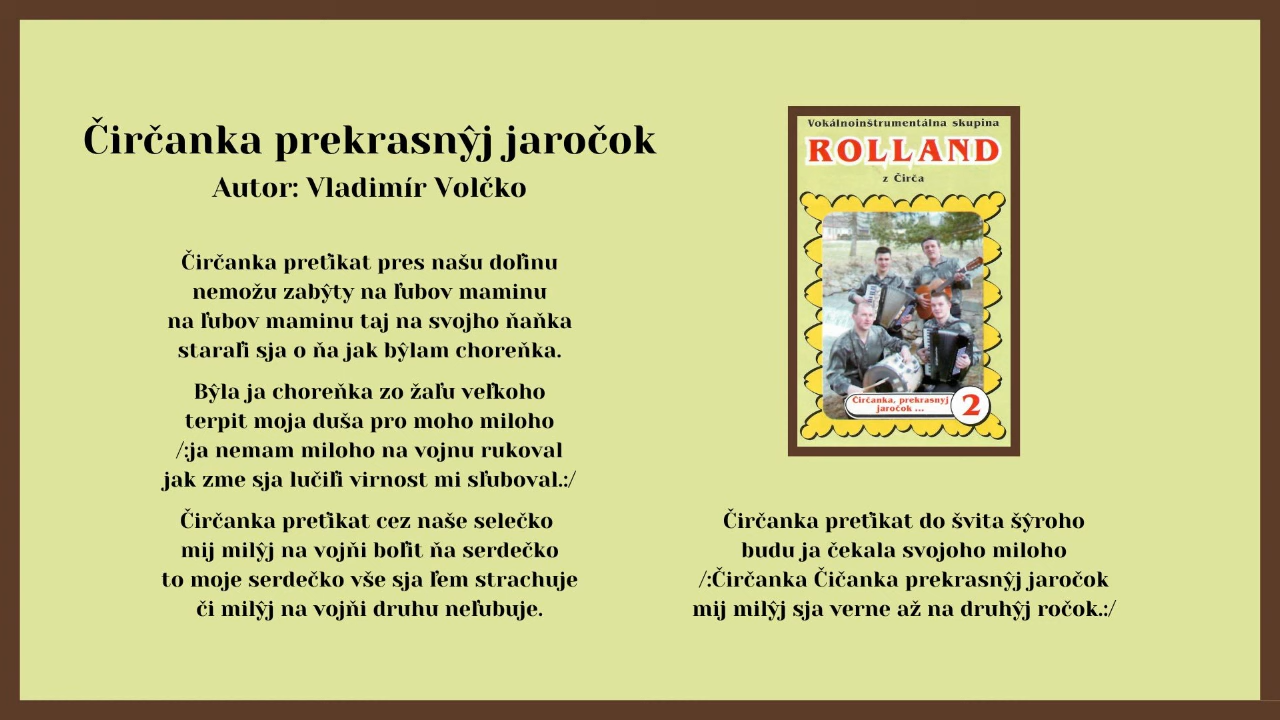 Čirčanka prekrasnŷj jaročok
Autor: Vladimír Volčko
Čirčanka preťikat pres našu doľinu
nemožu zabŷty na ľubov maminu
na ľubov maminu taj na svojho ňaňka
staraľi sja o ňa jak bŷlam choreňka.
Bŷla ja choreňka zo žaľu veľkoho
terpit moja duša pro moho miloho
/:ja nemam miloho na vojnu rukoval
jak zme sja lučiľi virnost mi sľuboval.:/
Čirčanka preťikat cez naše selečko
mij milŷj na vojňi boľit ňa serdečko
to moje serdečko vše sja ľem strachuje
či milŷj na vojňi druhu neľubuje.
Vokálnoinštrumentálna skupina
ROLLAND
z Čirča
Čirčanka, prekrasnyj
jaročok ...
2
Čirčanka preťikat do švita šŷroho
budu ja čekala svojoho miloho
/:Čirčanka Čičanka prekrasnŷj jaročok
mij milŷj sja verne až na druhŷj ročok.:/